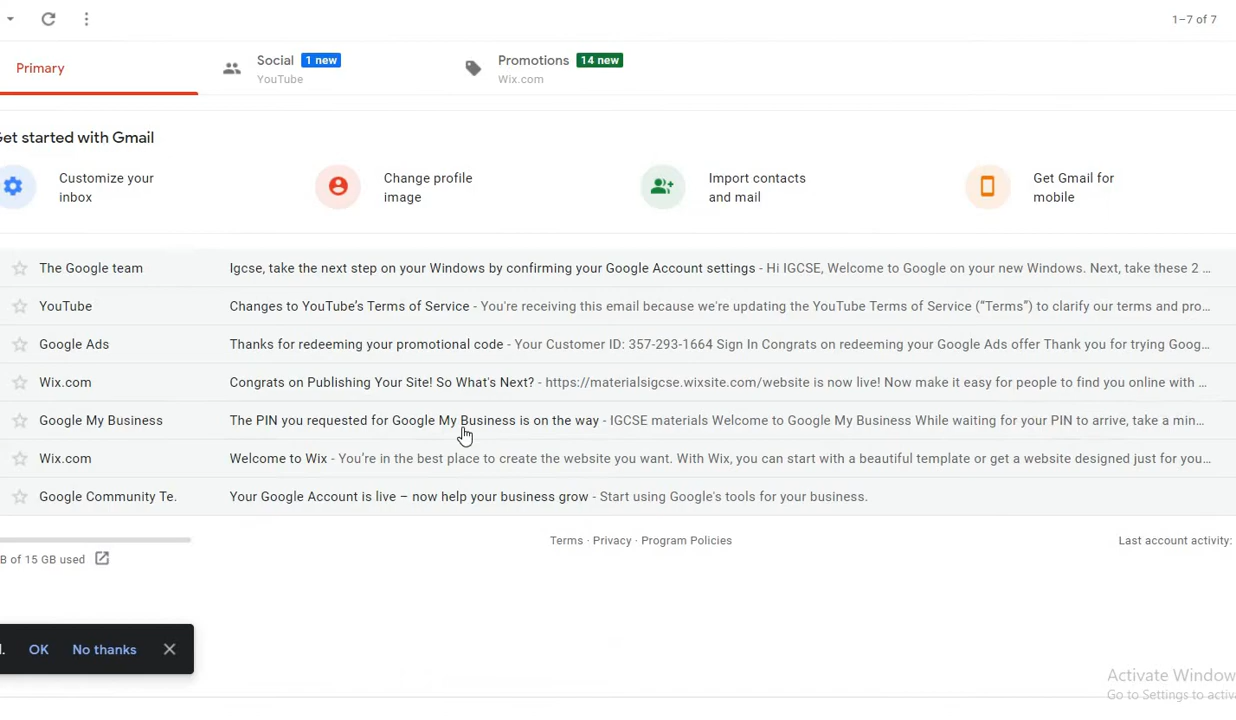 1–7 of 7
Primary
Social 1 new
YouTube
Promotions 14 new
Wix.com
Get started with Gmail
Customize your
inbox
Change profile
image
Import contacts
and mail
Get Gmail for
mobile
The Google team Igcse, take the next step on your Windows by confirming your Google Account settings - Hi IGCSE, Welcome to Google on your new Windows. Next, take these 2 ...
YouTube Changes to YouTube's Terms of Service - You're receiving this email because we're updating the YouTube Terms of Service (“Terms”) to clarify our terms and pro...
Google Ads Thanks for redeeming your promotional code - Your Customer ID: 357-293-1664 Sign In Congrats on redeeming your Google Ads offer Thank you for trying Goog...
Wix.com Congrats on Publishing Your Site! So What's Next? - https://materialsigcse.wixsite.com/website is now live! Now make it easy for people to find you online with ...
Google My Business The PIN you requested for Google My Business is on the way - IGCSE materials Welcome to Google My Business While waiting for your PIN to arrive, take a min...
Wix.com Welcome to Wix - You're in the best place to create the website you want. With Wix, you can start with a beautiful template or get a website designed just for you...
Google Community Te. Your Google Account is live – now help your business grow - Start using Google's tools for your business.
Terms · Privacy · Program Policies
Last account activity:
B of 15 GB used
OK No thanks
Activate Window
Go to Settings to activa